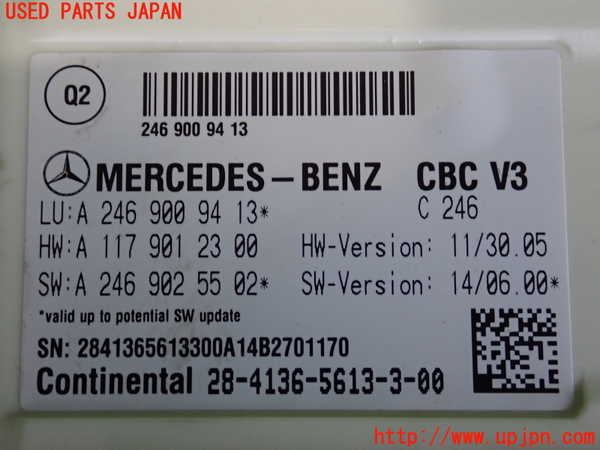 USED PARTS JAPAN
Q2
246 900 94 13
MERCEDES-BENZ CBC V3
LU:A 246 900 94 13* C 246
HW:A 117 901 23 00 HW-Version: 11/30.05
SW:A 246 902 55 02* SW-Version: 14/06.00*
*valid up to potential SW update
SN: 2841365613300A14B2701170
Continental 28-4136-5613-3-00
http://www.upjpn.com/